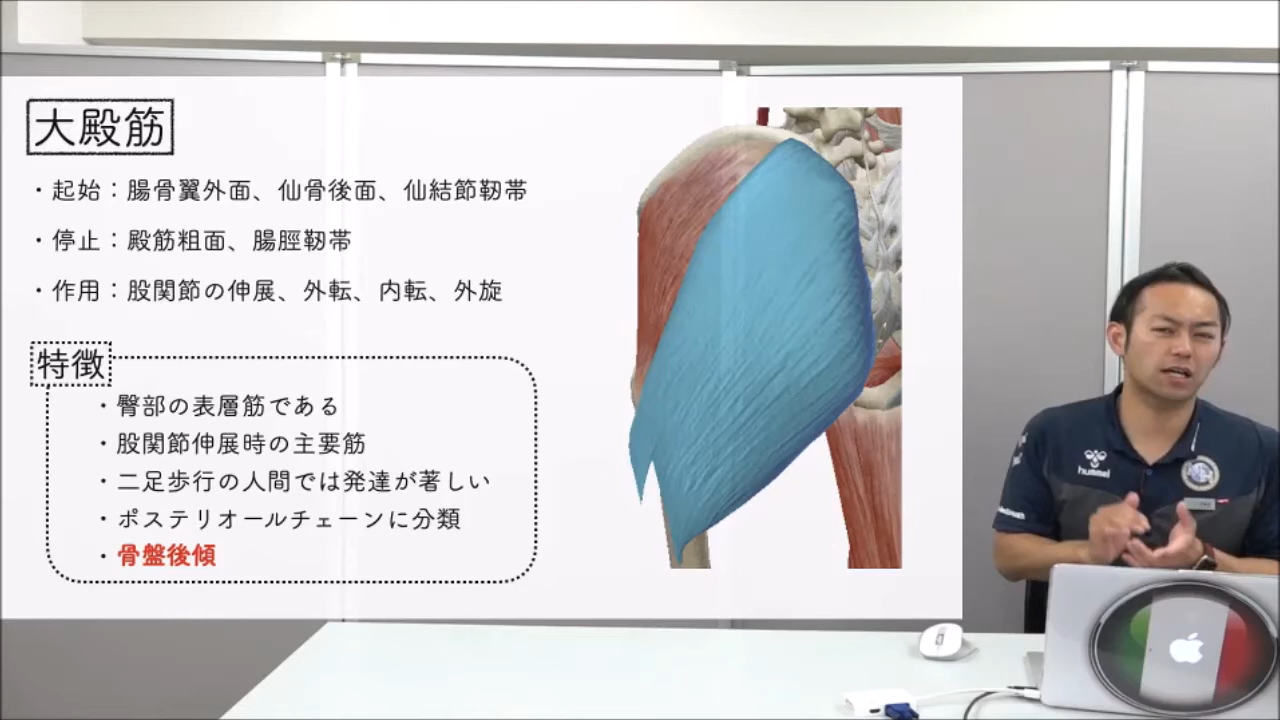 大殿筋
・起始：腸骨翼外面、仙骨後面、仙結節靭帯
・停止：殿筋粗面、腸脛靭帯
・作用：股関節の伸展、外転、内転、外旋
特徴
・臀部の表層筋である
・股関節伸展時の主要筋
・二足歩行の人間では発達が著しい
・ポステリオールチェーンに分類
・骨盤後傾
hummel